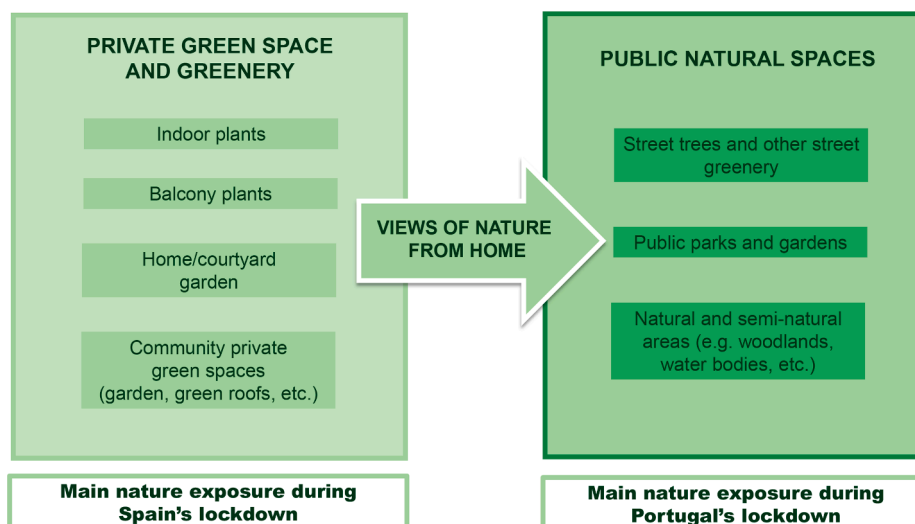 PRIVATE GREEN SPACE
AND GREENERY
Indoor plants
Balcony plants
Home/courtyard
garden
Community private
green spaces
(garden, green roofs, etc.)
Main nature exposure during
Spain's lockdown
VIEWS OF NATURE
FROM HOME
PUBLIC NATURAL SPACES
Street trees and other street
greenery
Public parks and gardens
Natural and semi-natural
areas (e.g. woodlands,
water bodies, etc.)
Main nature exposure during
Portugal's lockdown